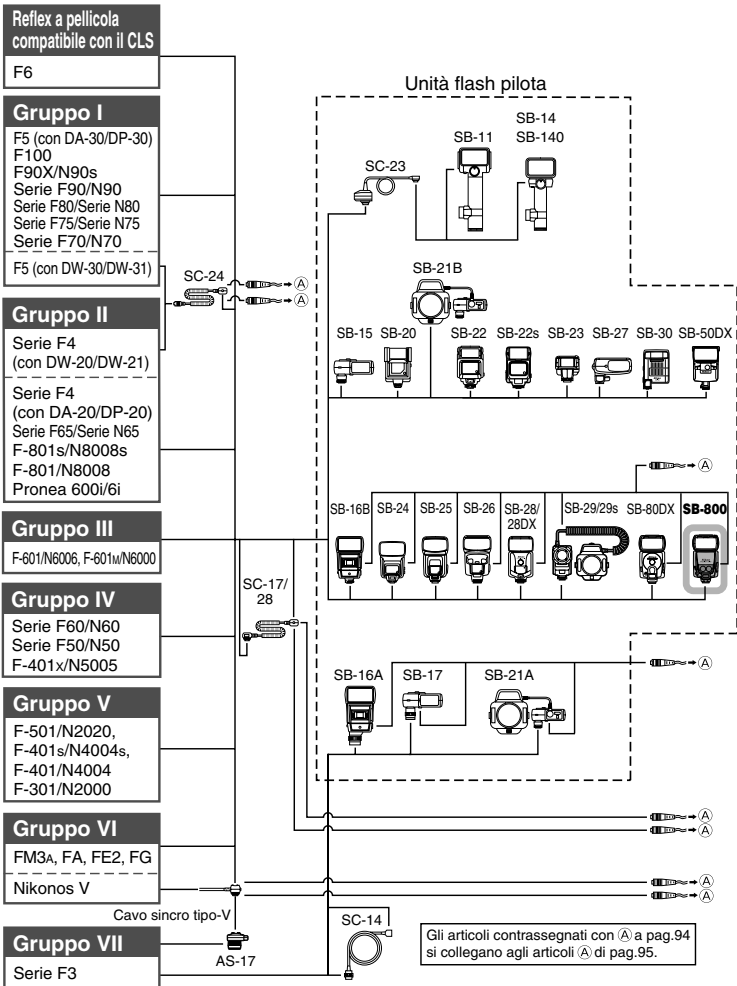 Reflex a pellicola
compatibile con il CLS
F6
Gruppo I
F5 (con DA-30/DP-30)
F100
F90X/N90s
Serie F90/N90
Serie F80/Serie N80
Serie F75/Serie N75
Serie F70/N70
F5 (con DW-30/DW-31)
Gruppo II
Serie F4
(con DW-20/DW-21)
Serie F4
(con DA-20/DP-20)
Serie F65/Serie N65
F-801s/N8008s
F-801/N8008
Pronea 600i/6i
Gruppo III
F-601/N6006, F-601M/N6000
Gruppo IV
Serie F60/N60
Serie F50/N50
F-401X/N5005
Gruppo V
F-501/N2020,
F-401s/N4004s,
F-401/N4004
F-301/N2000
Gruppo VI
FM3A, FA, FE2, FG
Nikonos V
Cavo sincro tipo-V
Gruppo VII
Serie F3
AS-17
SC-24
Ⓐ
Ⓐ
SC-17/
28
Unità flash pilota
SB-14
SB-11 SB-140
SC-23
SB-21B
SB-15 SB-20 SB-22 SB-22s SB-23 SB-27 SB-30 SB-50DX
Ⓐ
SB-16B SB-24 SB-25 SB-26 SB-28/
28DX
SB-29/29s SB-80DX SB-800
SB-16A SB-17 SB-21A
Ⓐ
Ⓐ
Ⓐ
Ⓐ
Ⓐ
SC-14
Gli articoli contrassegnati con Ⓐ a pag.94
si collegano agli articoli Ⓐ di pag.95.